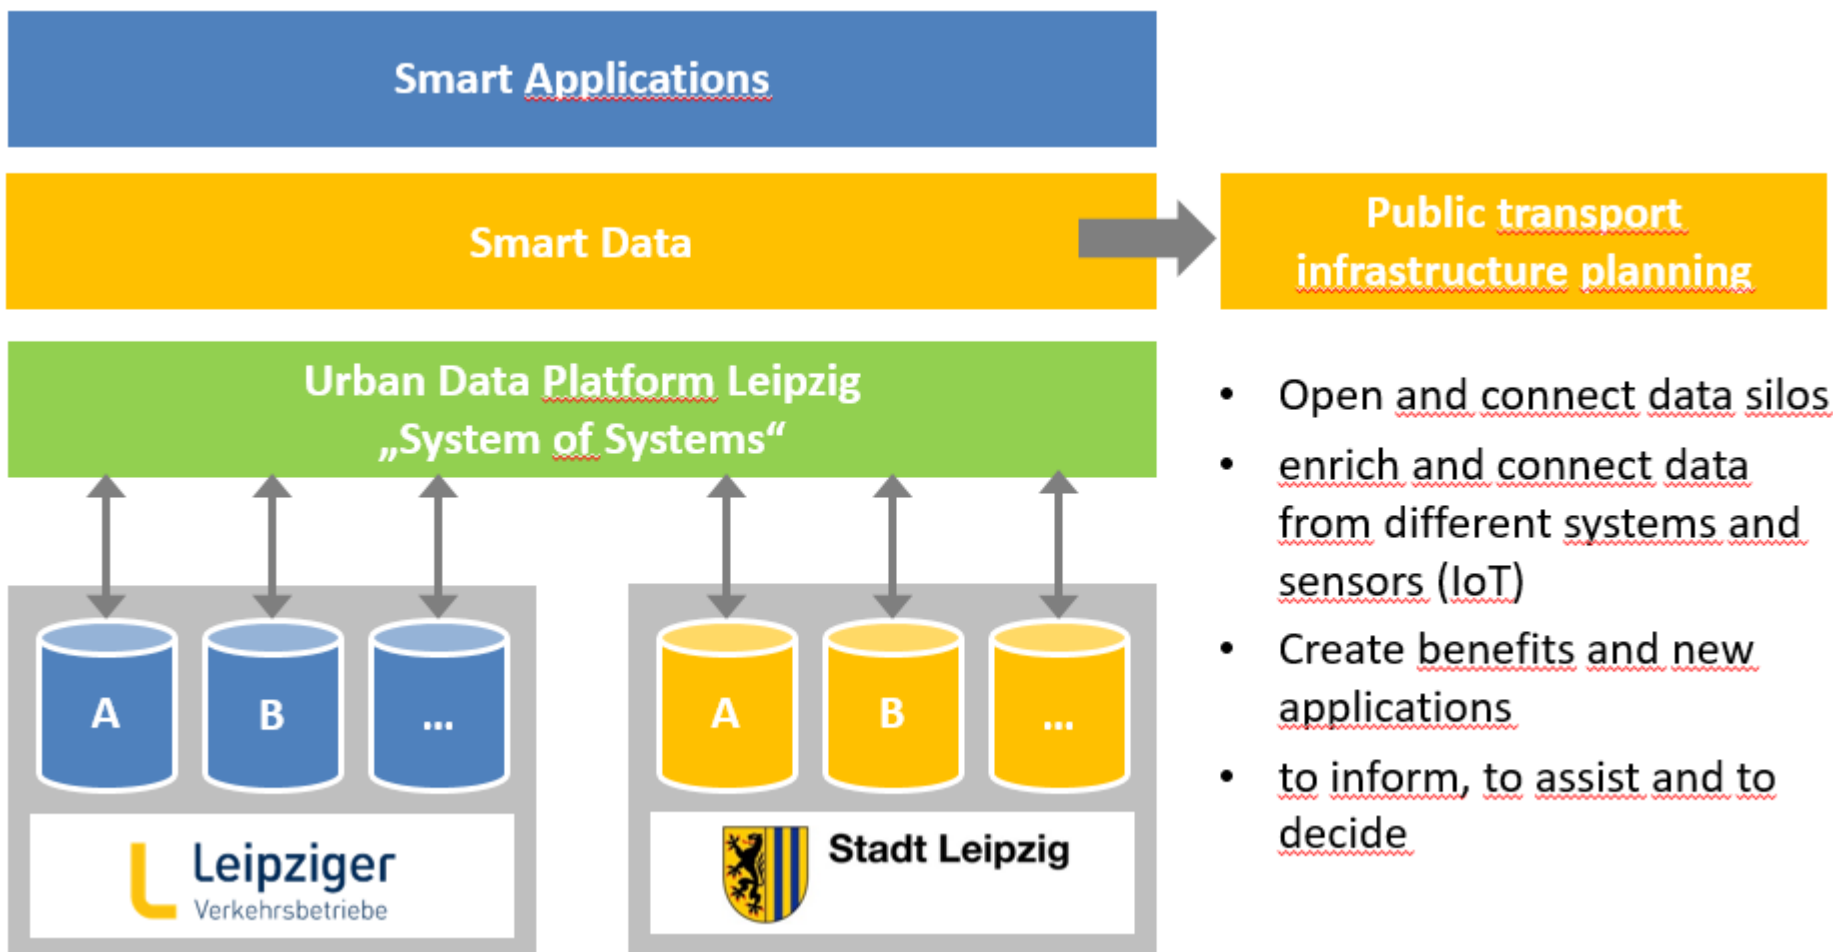 Smart Applications
Smart Data
Public transport
infrastructure planning
Urban Data Platform Leipzig
„System of Systems“
A
B
...
Leipziger
Verkehrsbetriebe
A
B
...
Stadt Leipzig
• Open and connect data silos
• enrich and connect data
from different systems and
sensors (IoT)
• Create benefits and new
applications
• to inform, to assist and to
decide